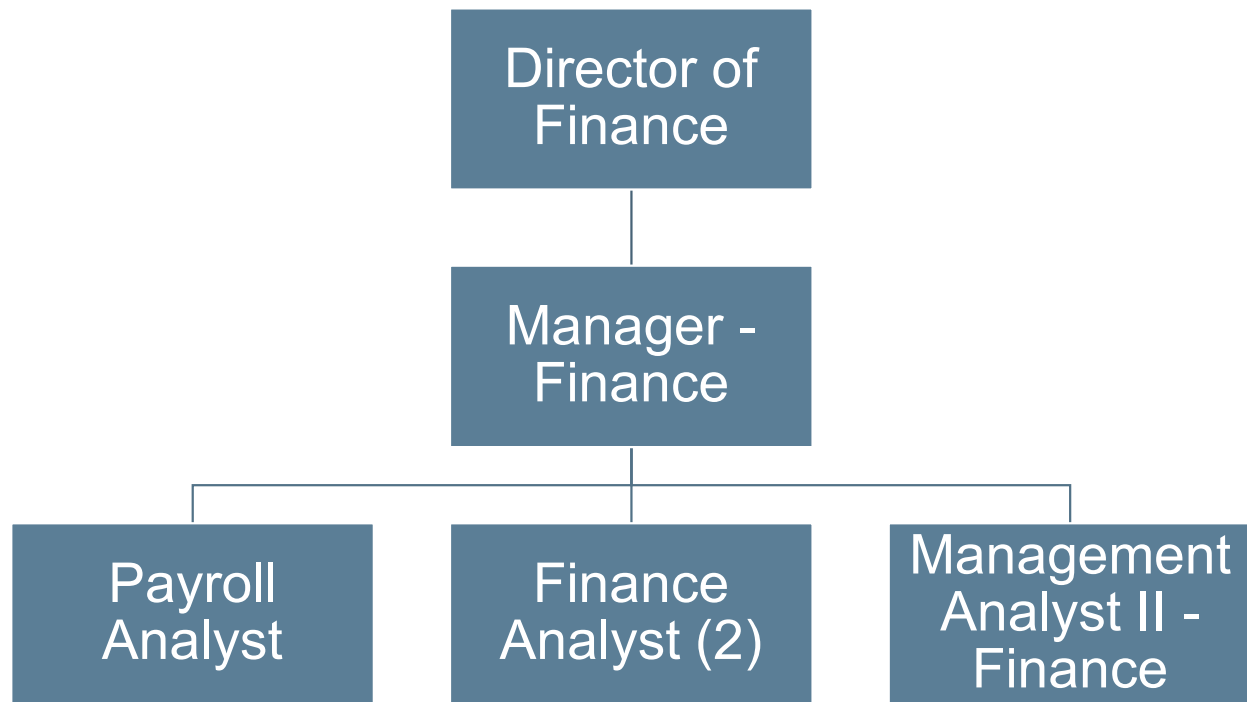 Director of
Finance
Manager -
Finance
Payroll
Analyst
Finance
Analyst (2)
Management
Analyst II -
Finance